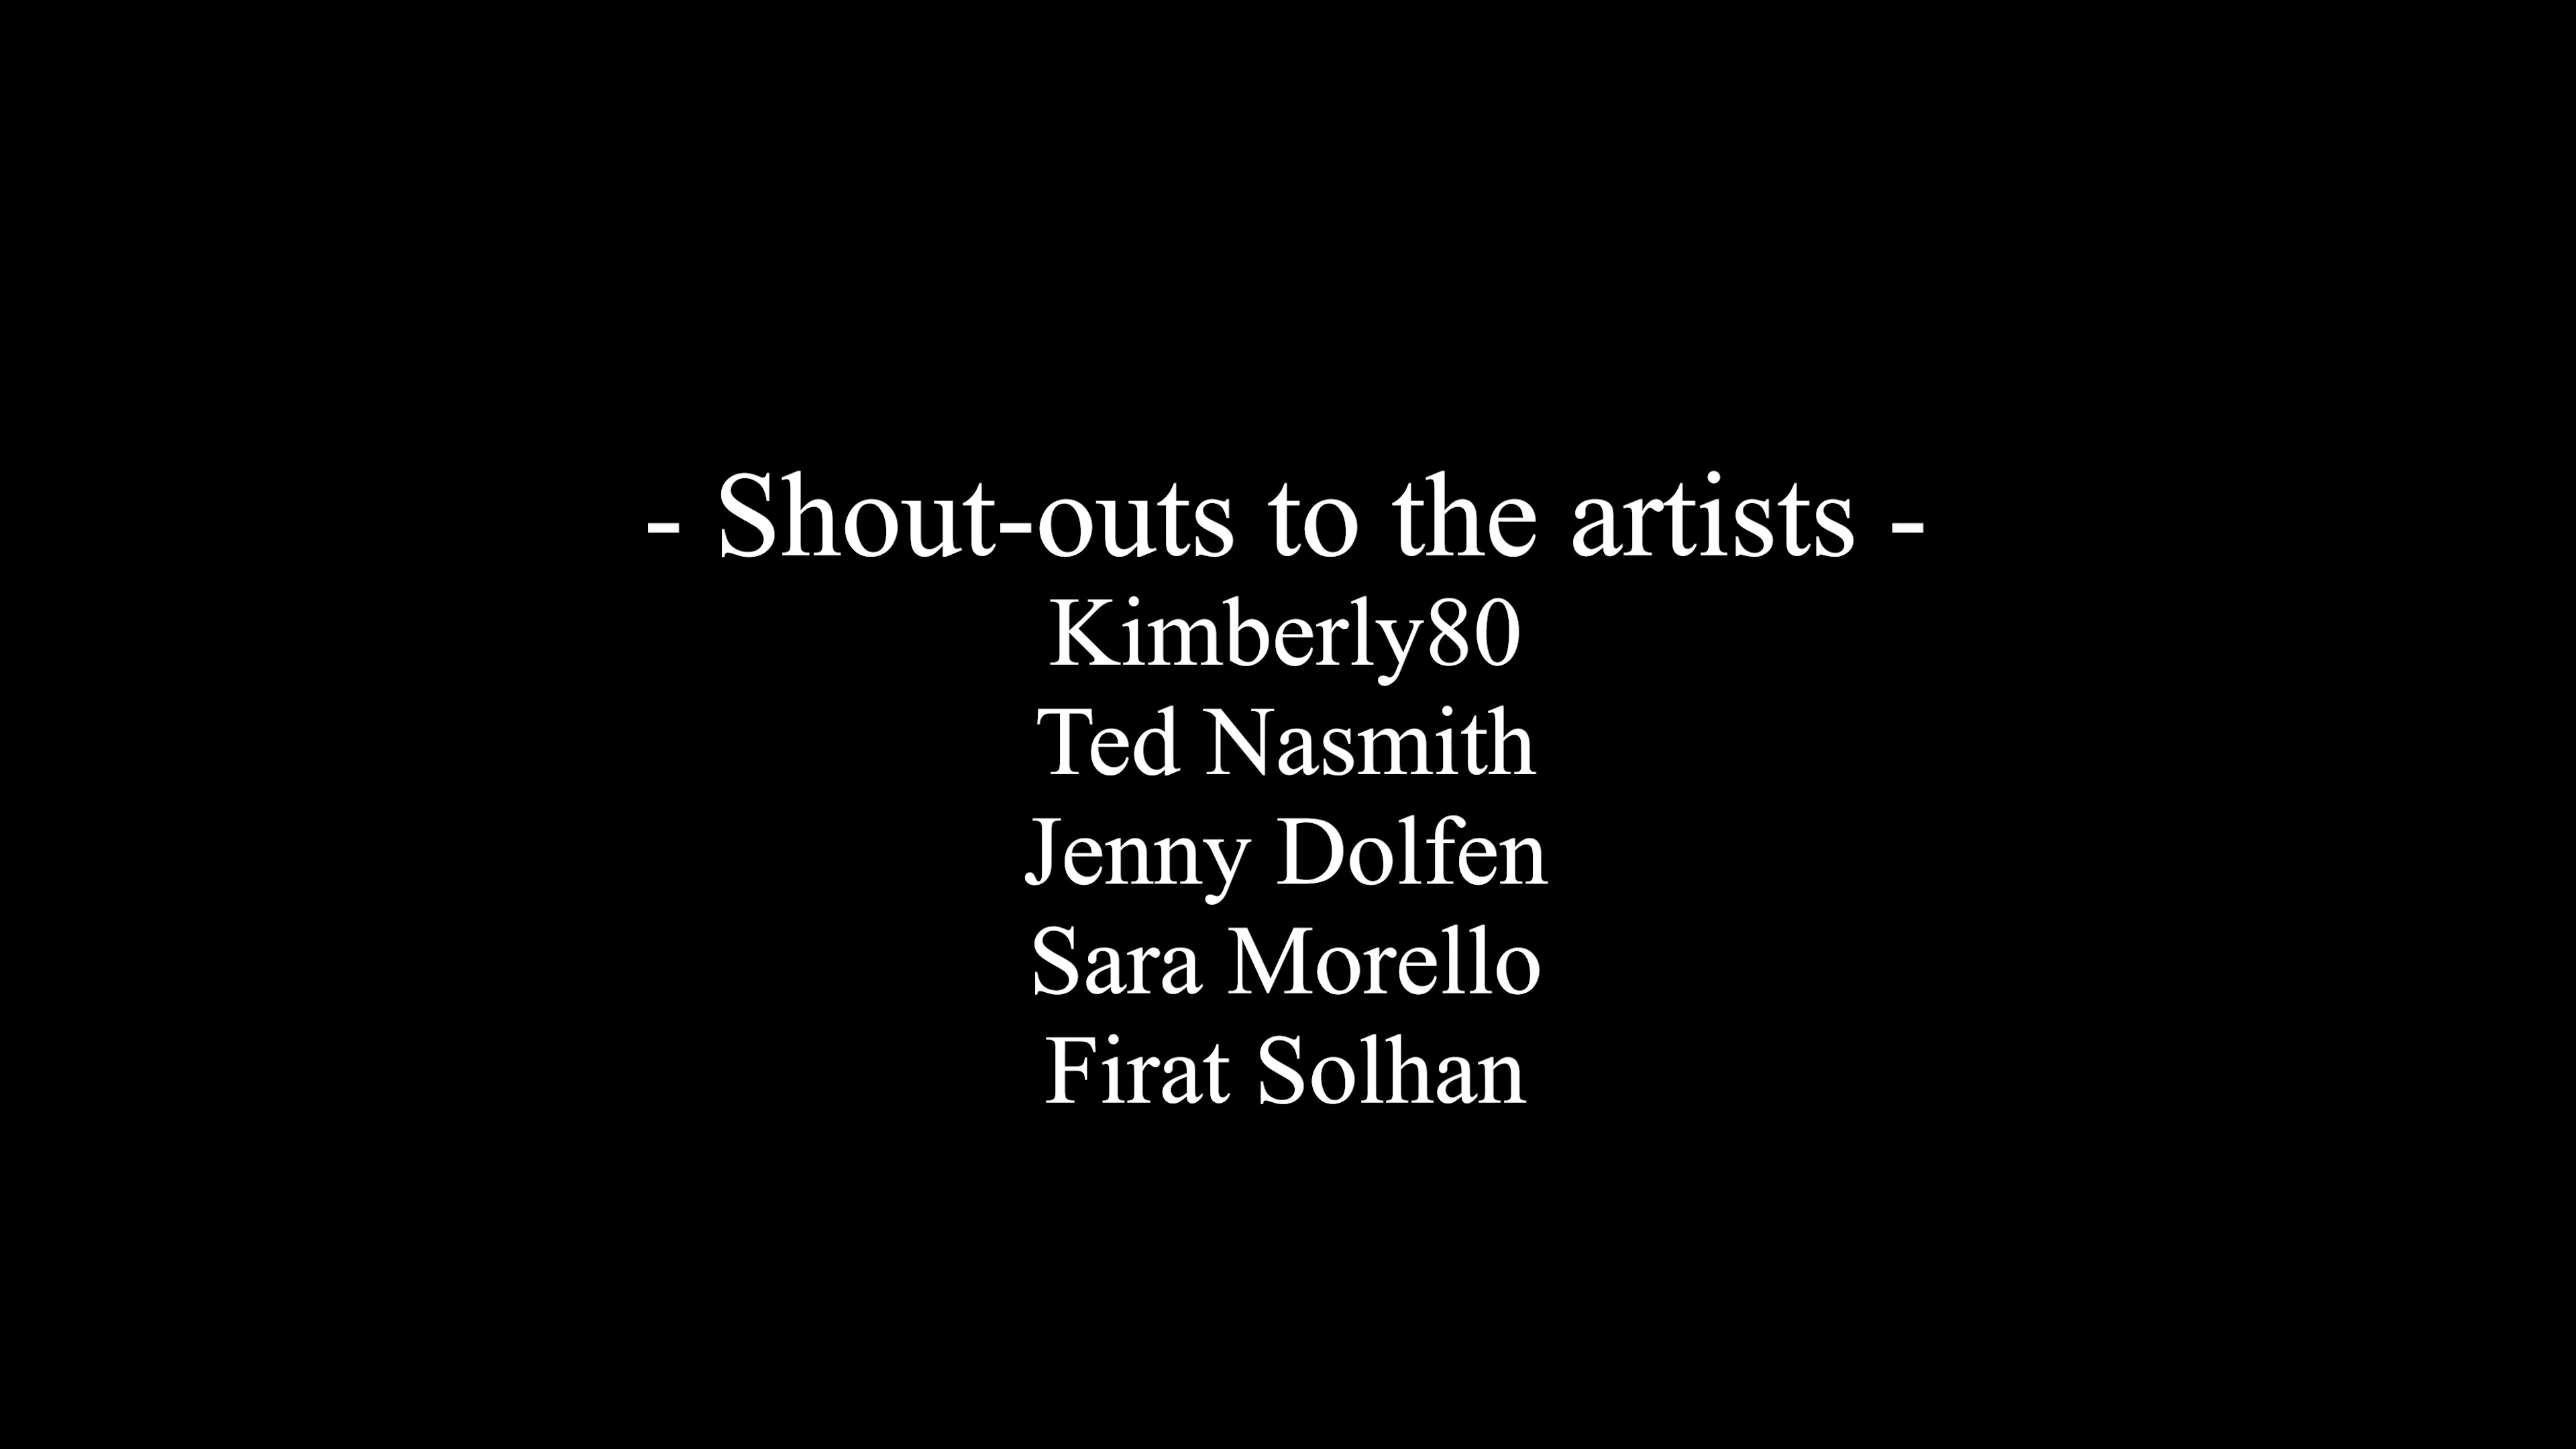 - Shout-outs to the artists -
Kimberly80
Ted Nasmith
Jenny Dolfen
Sara Morello
Firat Solhan